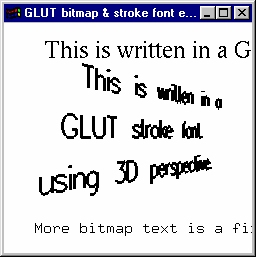 GLUT bitmap & stroke font e...
This is written in a G
This is written in a
GLUT stroke font.
using 3D perspective.
More bitmap text is a fi